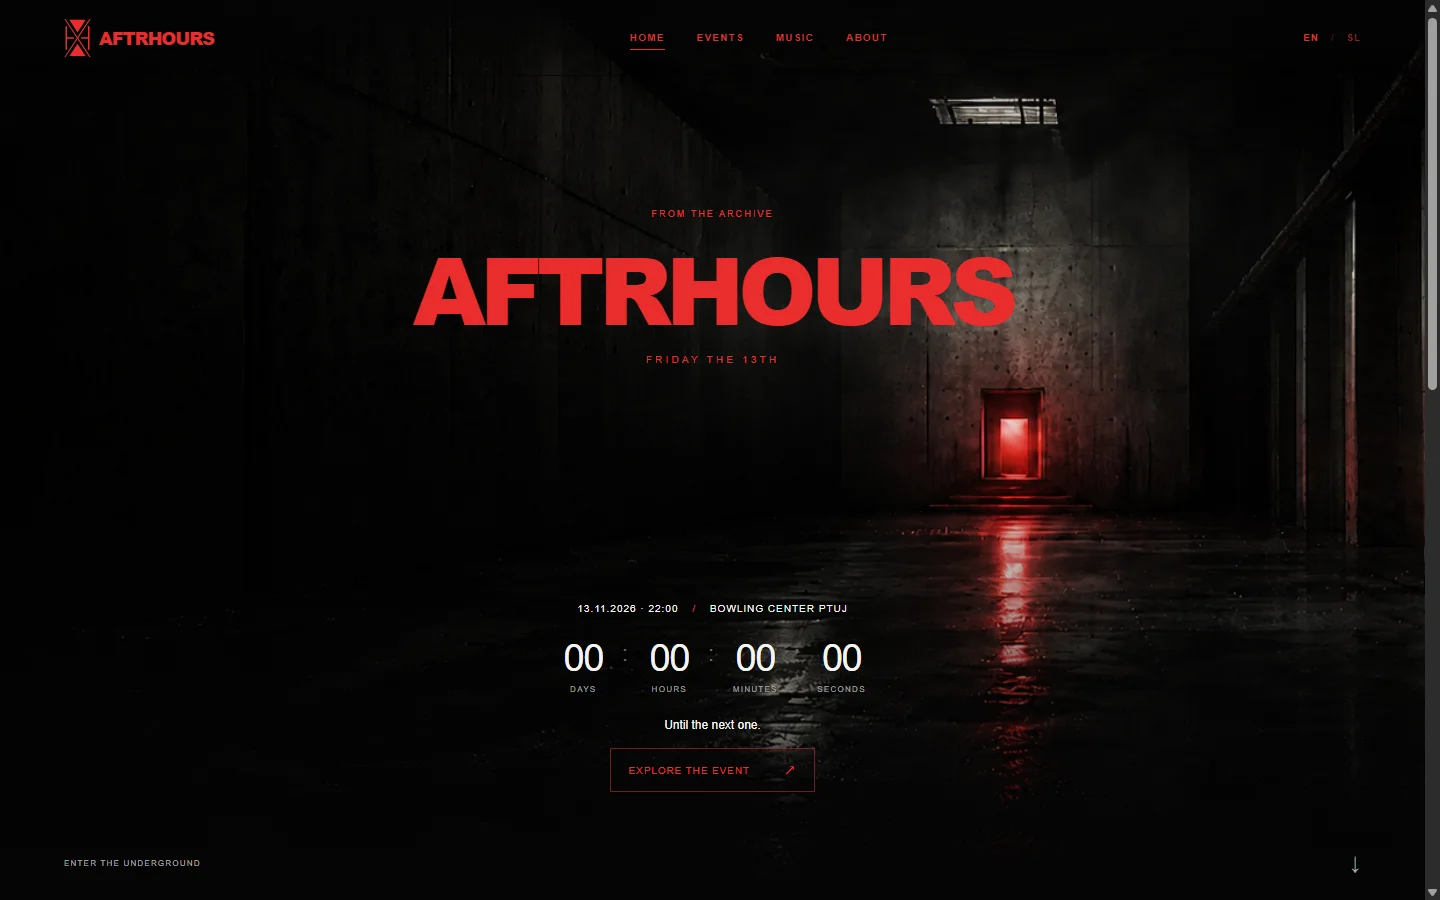 AFTRHOURS
HOME EVENTS MUSIC ABOUT
EN / SL
FROM THE ARCHIVE
AFTRHOURS
FRIDAY THE 13TH
13.11.2026 · 22:00 / BOWLING CENTER PTUJ
00 : 00 : 00 00
DAYS HOURS MINUTES SECONDS
Until the next one.
EXPLORE THE EVENT ↗
ENTER THE UNDERGROUND ↓